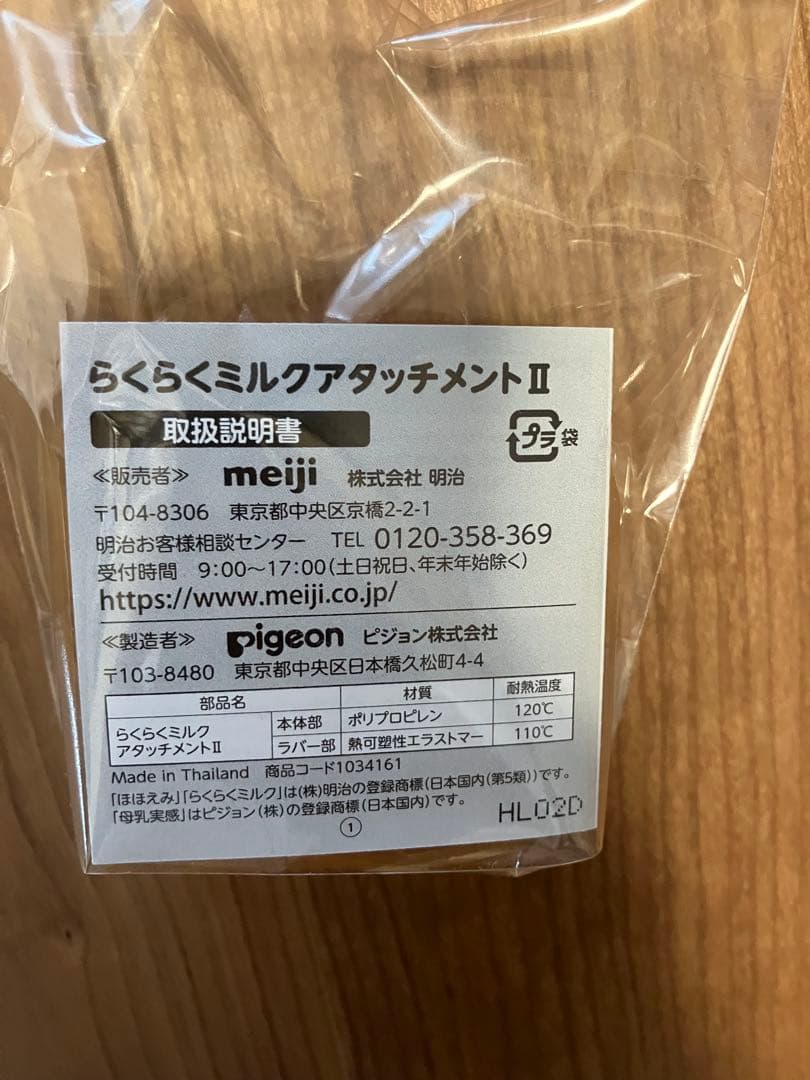 らくらくミルクアタッチメントⅡ
取扱説明書
プラ 袋
≪販売者≫ meiji 株式会社 明治
〒104-8306 東京都中央区京橋2-2-1
明治お客様相談センター TEL 0120-358-369
受付時間 9:00〜17:00(土日祝日、年末年始除く)
https://www.meiji.co.jp/
≪製造者≫ pigeon ピジョン株式会社
〒103-8480 東京都中央区日本橋久松町4-4
部品名 材質 耐熱温度
らくらくミルク
アタッチメントⅡ
本体部 ポリプロピレン 120℃
ラバー部 熱可塑性エラストマー 110℃
Made in Thailand 商品コード1034161
「ほほえみ」「らくらくミルク」は(株)明治の登録商標(日本国内(第5類))です。
「母乳実感」はピジョン(株)の登録商標(日本国内)です。
①
HL02D